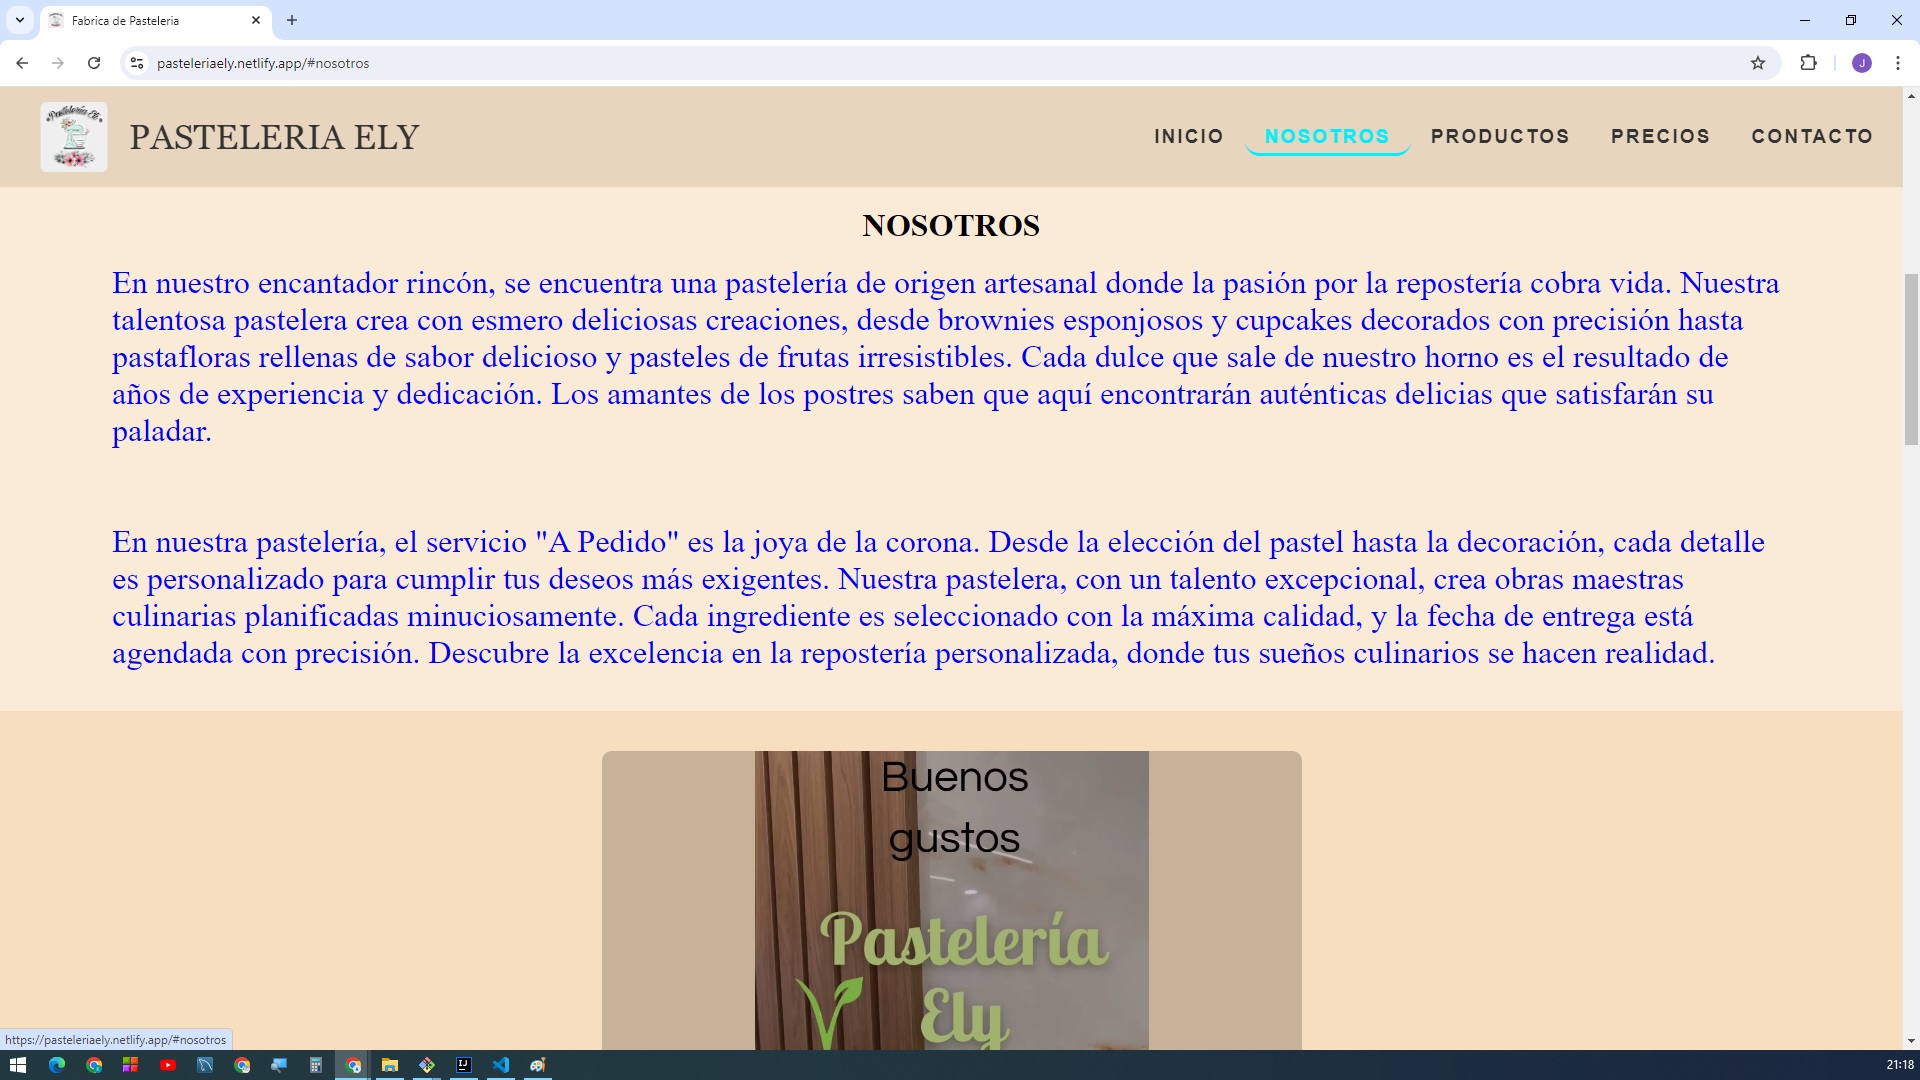 Fabrica de Pasteleria
pasteleriaely.netlify.app/#nosotros
J
Pastelería Ely
PASTELERIA ELY
INICIO
NOSOTROS
PRODUCTOS
PRECIOS
CONTACTO
NOSOTROS
En nuestro encantador rincón, se encuentra una pastelería de origen artesanal donde la pasión por la repostería cobra vida. Nuestra
talentosa pastelera crea con esmero deliciosas creaciones, desde brownies esponjosos y cupcakes decorados con precisión hasta
pastafloras rellenas de sabor delicioso y pasteles de frutas irresistibles. Cada dulce que sale de nuestro horno es el resultado de
años de experiencia y dedicación. Los amantes de los postres saben que aquí encontrarán auténticas delicias que satisfarán su
paladar.
En nuestra pastelería, el servicio "A Pedido" es la joya de la corona. Desde la elección del pastel hasta la decoración, cada detalle
es personalizado para cumplir tus deseos más exigentes. Nuestra pastelera, con un talento excepcional, crea obras maestras
culinarias planificadas minuciosamente. Cada ingrediente es seleccionado con la máxima calidad, y la fecha de entrega está
agendada con precisión. Descubre la excelencia en la repostería personalizada, donde tus sueños culinarios se hacen realidad.
Buenos
gustos
Pastelería
Ely
https://pasteleriaely.netlify.app/#nosotros
IJ
21:18